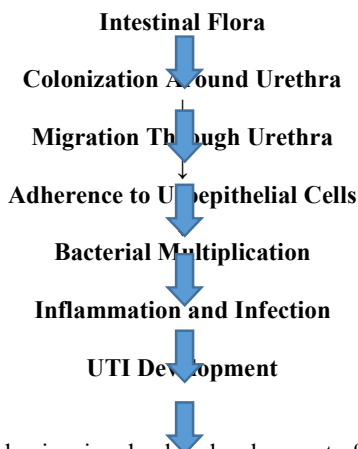 Intestinal Flora
Colonization Around Urethra
↓
Migration Through Urethra
↓
Adherence to Uroepithelial Cells
Bacterial Multiplication
Inflammation and Infection
UTI Development